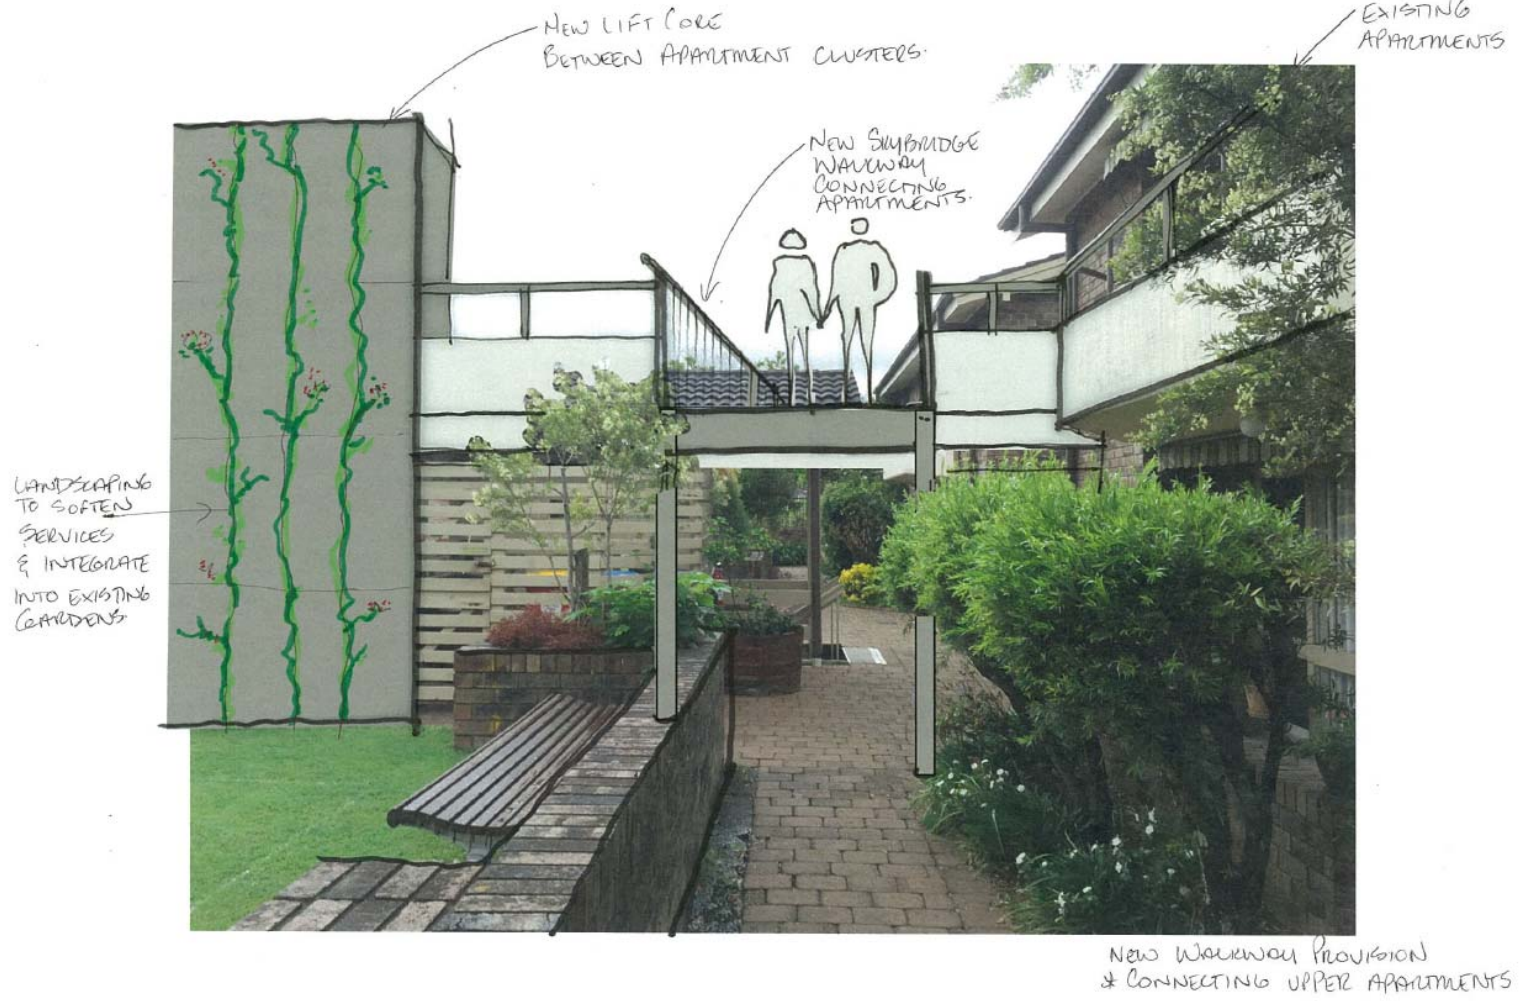 NEW LIFT CORE
BETWEEN APARTMENT CLUSTERS.
EXISTING
APARTMENTS
NEW SKYBRIDGE
WALKWAY
CONNECTING
APARTMENTS.
LANDSCAPING
TO SOFTEN
SERVICES
& INTEGRATE
INTO EXISTING
GARDENS.
NEW WALKWAY PROVISION
& CONNECTING UPPER APARTMENTS